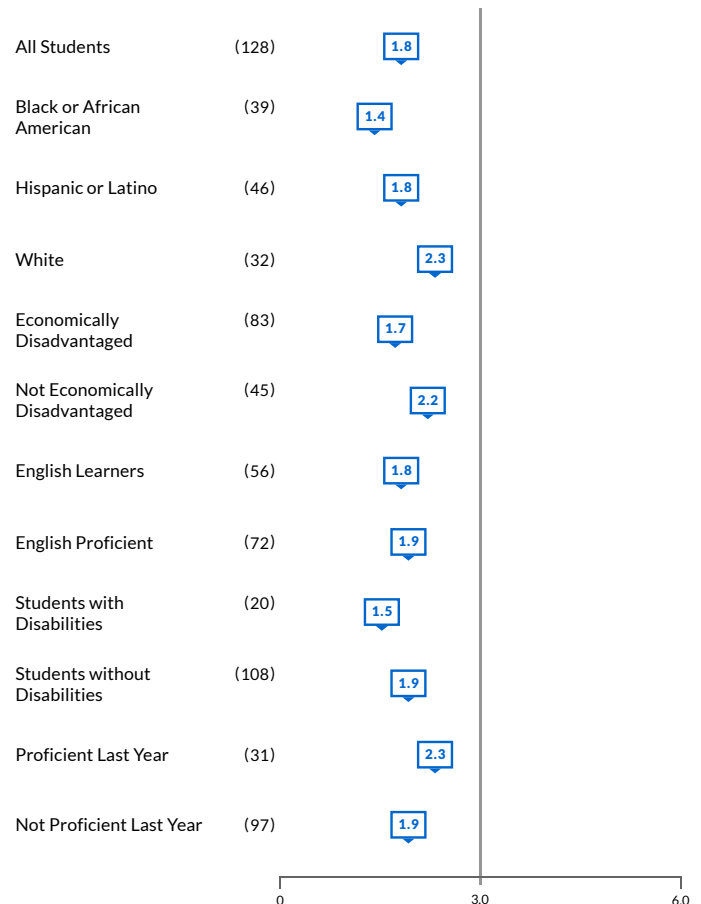 All Students (128) 1.8
Black or African (39)
American 1.4
Hispanic or Latino (46) 1.8
White (32) 2.3
Economically (83)
Disadvantaged 1.7
Not Economically (45)
Disadvantaged 2.2
English Learners (56) 1.8
English Proficient (72) 1.9
Students with (20)
Disabilities 1.5
Students without (108)
Disabilities 1.9
Proficient Last Year (31) 2.3
Not Proficient Last Year (97) 1.9
0 3.0 6.0